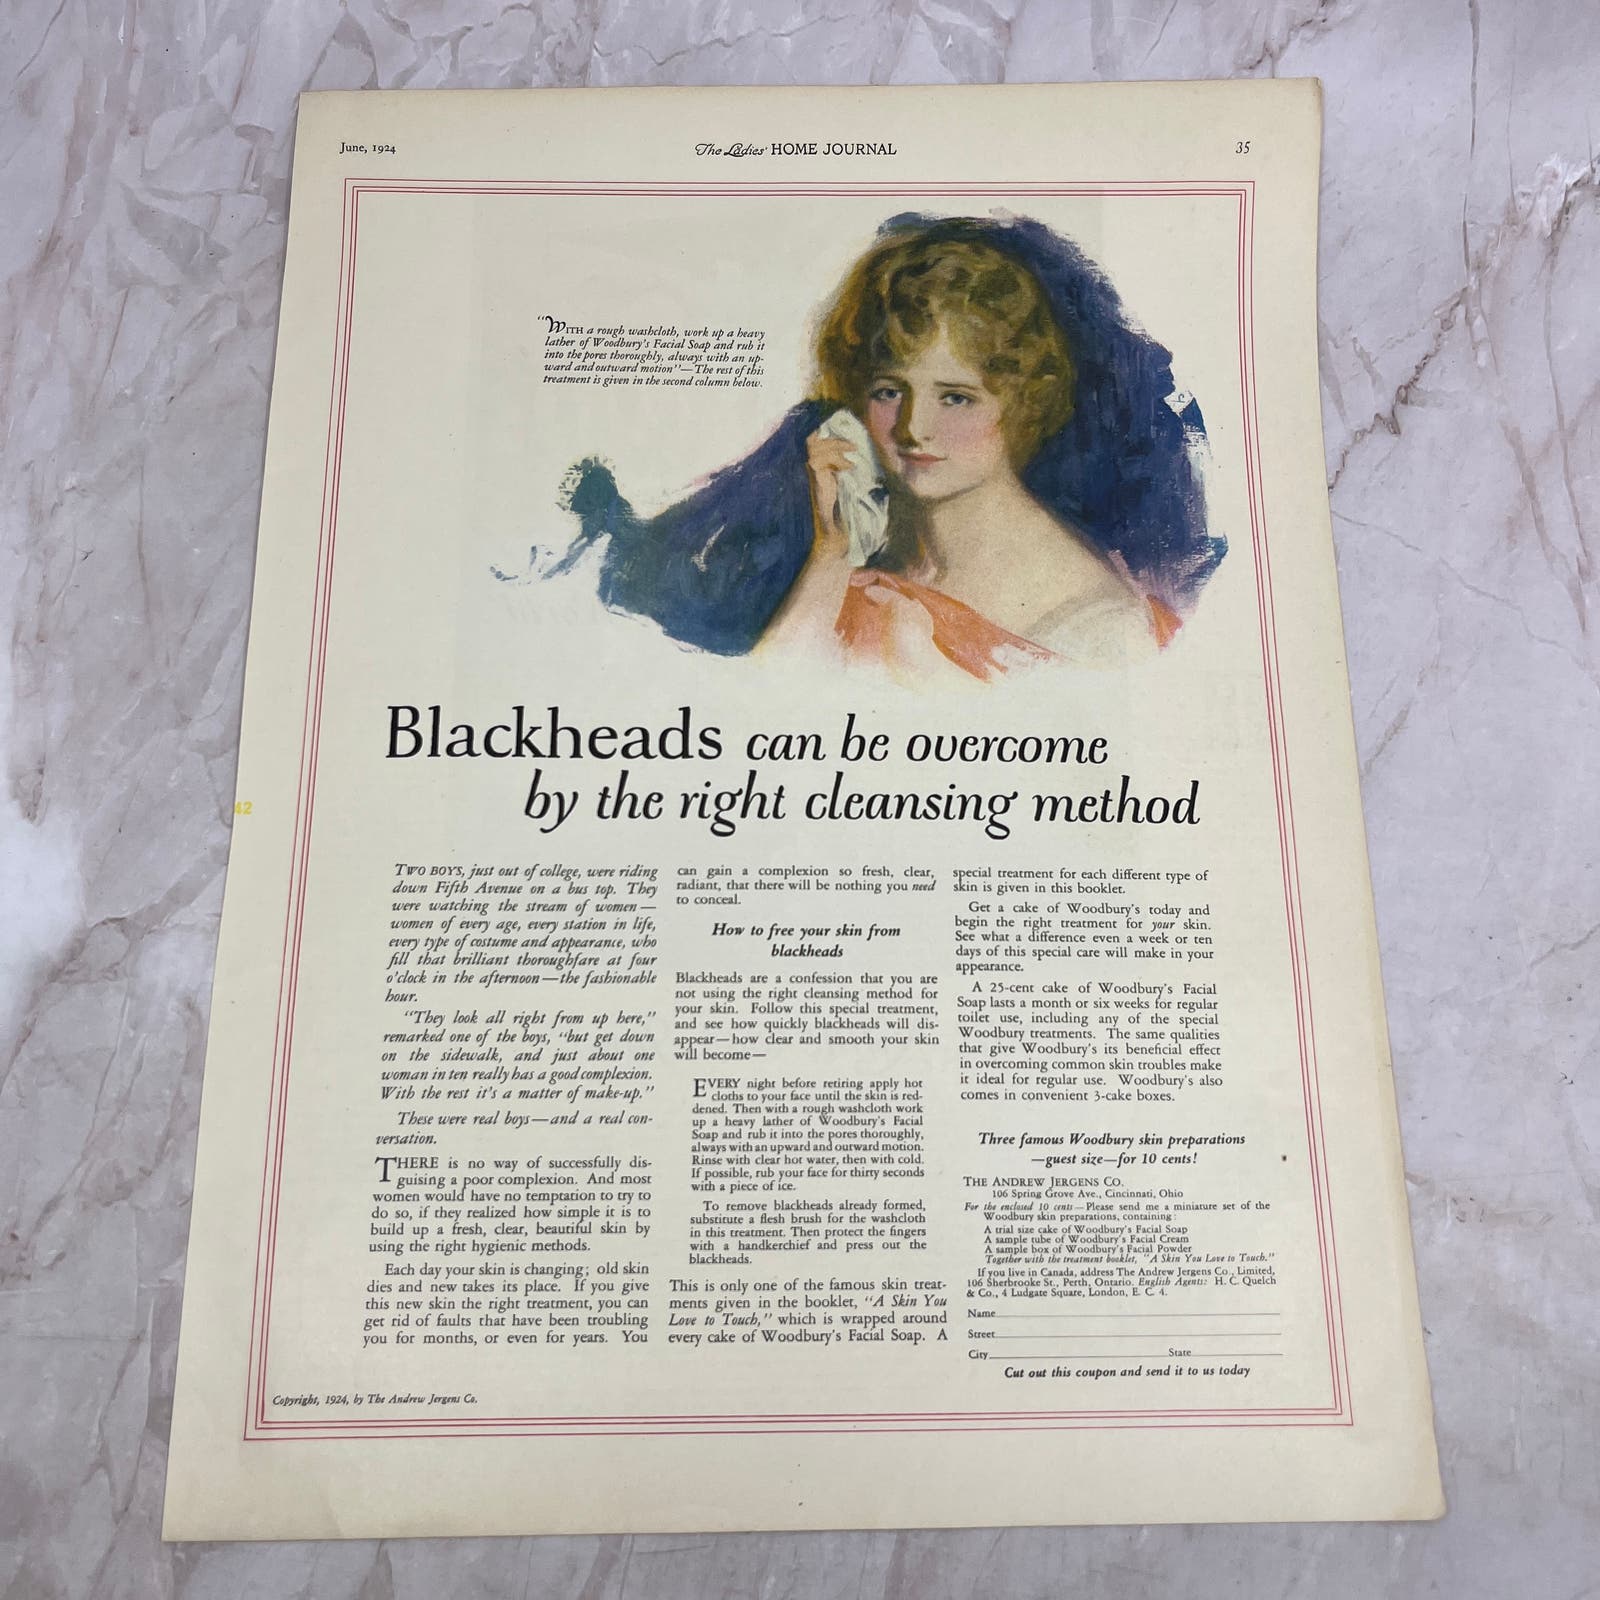 June, 1924
The Ladies' HOME JOURNAL
35
"WITH a rough washcloth, work up a heavy
lather of Woodbury's Facial Soap and rub it
into the pores thoroughly, always with an up-
ward and outward motion"—The rest of this
treatment is given in the second column below.
Blackheads can be overcome
by the right cleansing method
42
TWO BOYS, just out of college, were riding
down Fifth Avenue on a bus top. They
were watching the stream of women—
women of every age, every station in life,
every type of costume and appearance, who
fill that brilliant thoroughfare at four
o'clock in the afternoon—the fashionable
hour.
"They look all right from up here,"
remarked one of the boys, "but get down
on the sidewalk, and just about one
woman in ten really has a good complexion.
With the rest it's a matter of make-up."
These were real boys—and a real con-
versation.
THERE is no way of successfully dis-
guising a poor complexion. And most
women would have no temptation to try to
do so, if they realized how simple it is to
build up a fresh, clear, beautiful skin by
using the right hygienic methods.
Each day your skin is changing; old skin
dies and new takes its place. If you give
this new skin the right treatment, you can
get rid of faults that have been troubling
you for months, or even for years. You
can gain a complexion so fresh, clear,
radiant, that there will be nothing you need
to conceal.
How to free your skin from
blackheads
Blackheads are a confession that you are
not using the right cleansing method for
your skin. Follow this special treatment,
and see how quickly blackheads will dis-
appear—how clear and smooth your skin
will become—
EVERY night before retiring apply hot
cloths to your face until the skin is red-
dened. Then with a rough washcloth work
up a heavy lather of Woodbury's Facial
Soap and rub it into the pores thoroughly,
always with an upward and outward motion.
Rinse with clear hot water, then with cold.
If possible, rub your face for thirty seconds
with a piece of ice.
To remove blackheads already formed,
substitute a flesh brush for the washcloth
in this treatment. Then protect the fingers
with a handkerchief and press out the
blackheads.
This is only one of the famous skin treat-
ments given in the booklet, "A Skin You
Love to Touch," which is wrapped around
every cake of Woodbury's Facial Soap. A
special treatment for each different type of
skin is given in this booklet.
Get a cake of Woodbury's today and
begin the right treatment for your skin.
See what a difference even a week or ten
days of this special care will make in your
appearance.
A 25-cent cake of Woodbury's Facial
Soap lasts a month or six weeks for regular
toilet use, including any of the special
Woodbury treatments. The same qualities
that give Woodbury's its beneficial effect
in overcoming common skin troubles make
it ideal for regular use. Woodbury's also
comes in convenient 3-cake boxes.
Three famous Woodbury skin preparations
—guest size—for 10 cents!
THE ANDREW JERGENS CO.
106 Spring Grove Ave., Cincinnati, Ohio
For the enclosed 10 cents—Please send me a miniature set of the
Woodbury skin preparations, containing:
A trial size cake of Woodbury's Facial Soap
A sample tube of Woodbury's Facial Cream
A sample box of Woodbury's Facial Powder
Together with the treatment booklet, "A Skin You Love to Touch."
If you live in Canada, address The Andrew Jergens Co., Limited,
106 Sherbrooke St., Perth, Ontario. English Agents: H. C. Quelch
& Co., 4 Ludgate Square, London, E. C. 4.
Name
Street
City State
Cut out this coupon and send it to us today
Copyright, 1924, by The Andrew Jergens Co.